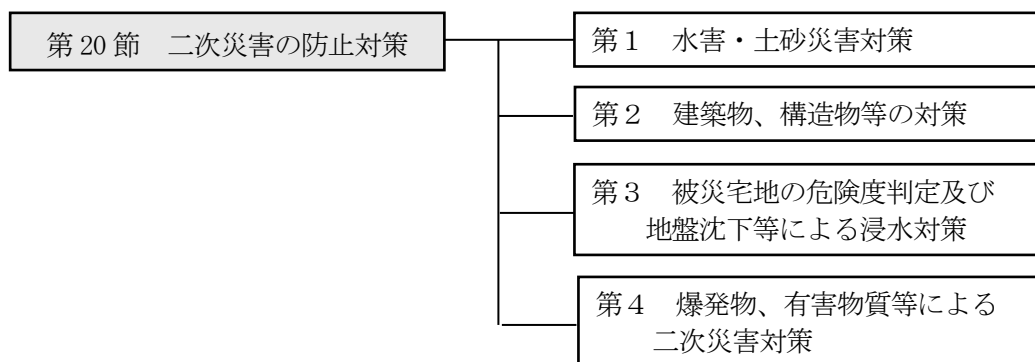 第 20 節　二次災害の防止対策
第１　水害・土砂災害対策
第２　建築物、構造物等の対策
第３　被災宅地の危険度判定及び
地盤沈下等による浸水対策
第４　爆発物、有害物質等による
二次災害対策